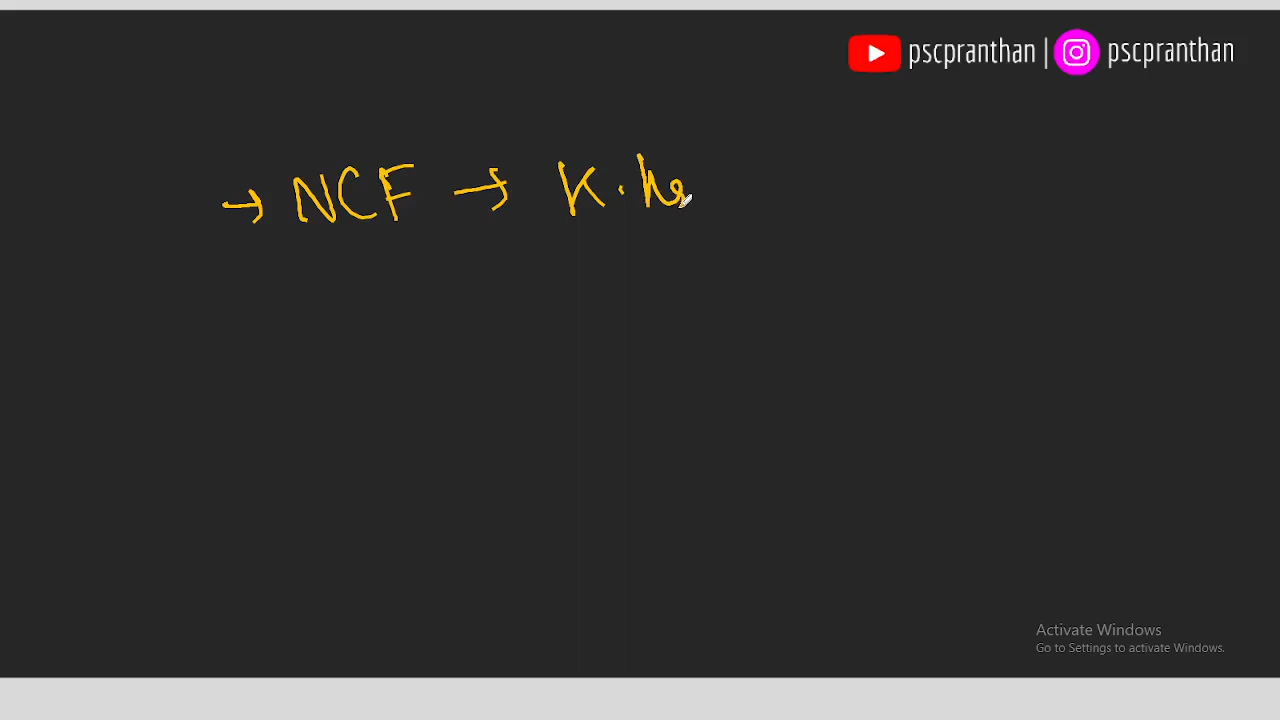 pscpranthan | pscpranthan
→ NCF → K.
Activate Windows
Go to Settings to activate Windows.